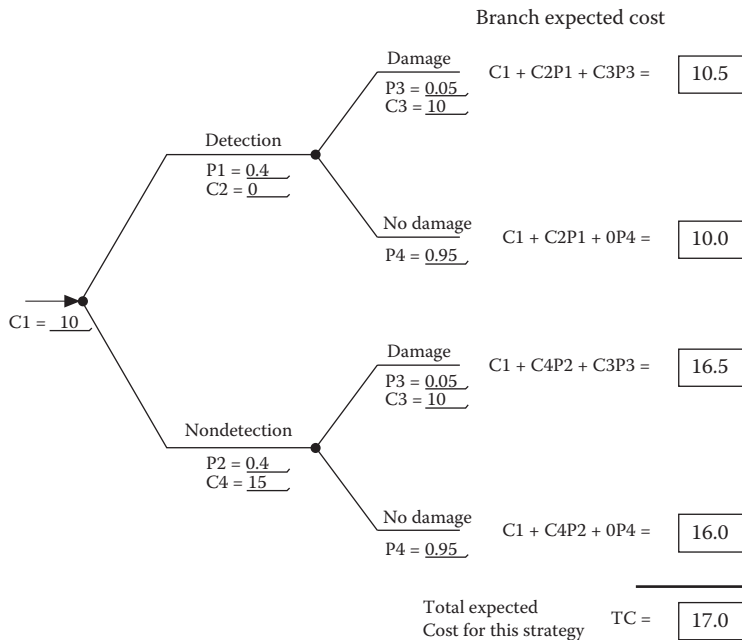 Branch expected cost
Damage
P3 = 0.05
C3 = 10
C1 + C2P1 + C3P3 = 10.5
Detection
P1 = 0.4
C2 = 0
No damage
P4 = 0.95
C1 + C2P1 + 0P4 = 10.0
C1 = 10
Damage
P3 = 0.05
C3 = 10
C1 + C4P2 + C3P3 = 16.5
Nondetection
P2 = 0.4
C4 = 15
No damage
P4 = 0.95
C1 + C4P2 + 0P4 = 16.0
Total expected
Cost for this strategy TC = 17.0